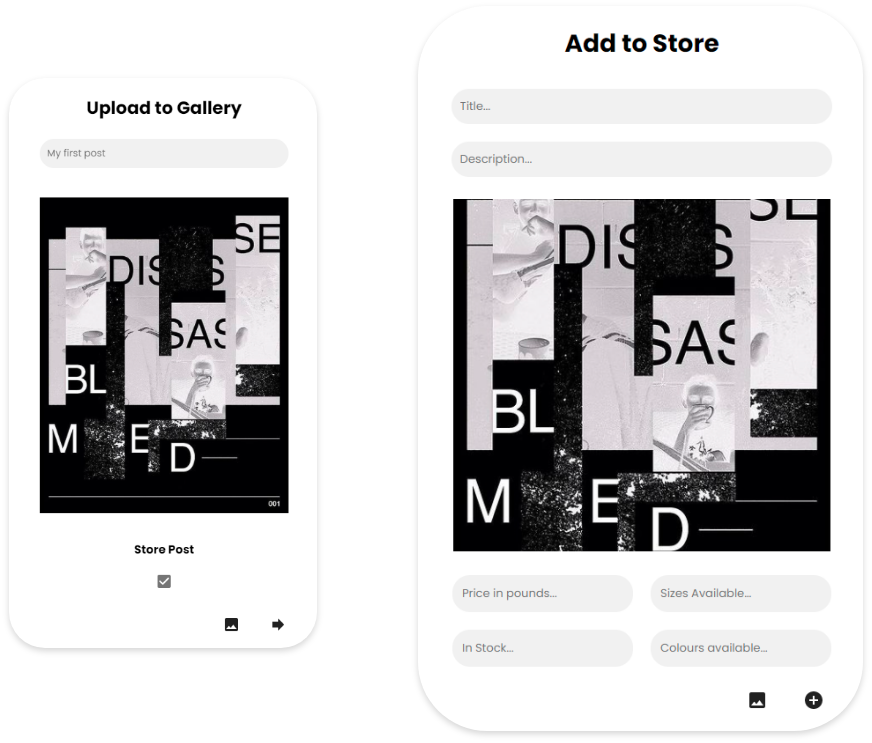 Upload to Gallery
My first post
SE
DIS S
SAS
BL
M E
D
001
Store Post
Add to Store
Title...
Description...
SE
DIS S
SAS
BL
M E
D
Price in pounds...
Sizes Available...
In Stock...
Colours available...